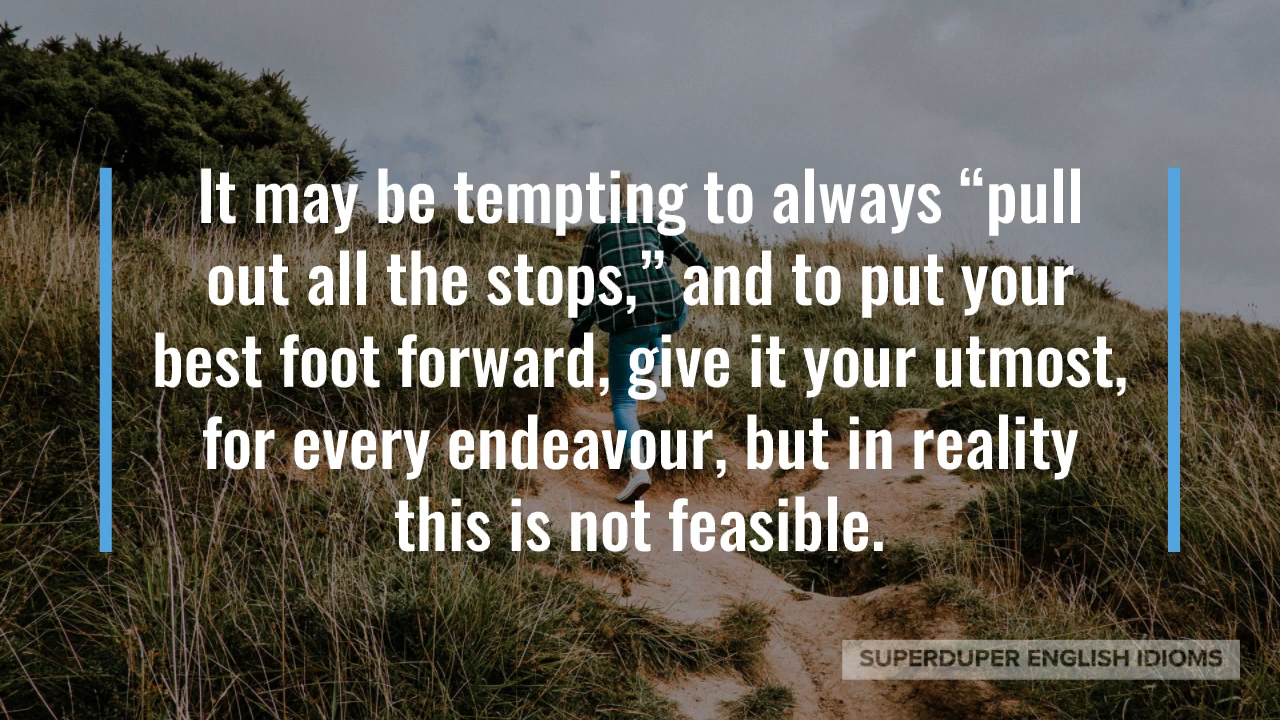 It may be tempting to always “pull
out all the stops,” and to put your
best foot forward, give it your utmost,
for every endeavour, but in reality
this is not feasible.
SUPERDUPER ENGLISH IDIOMS